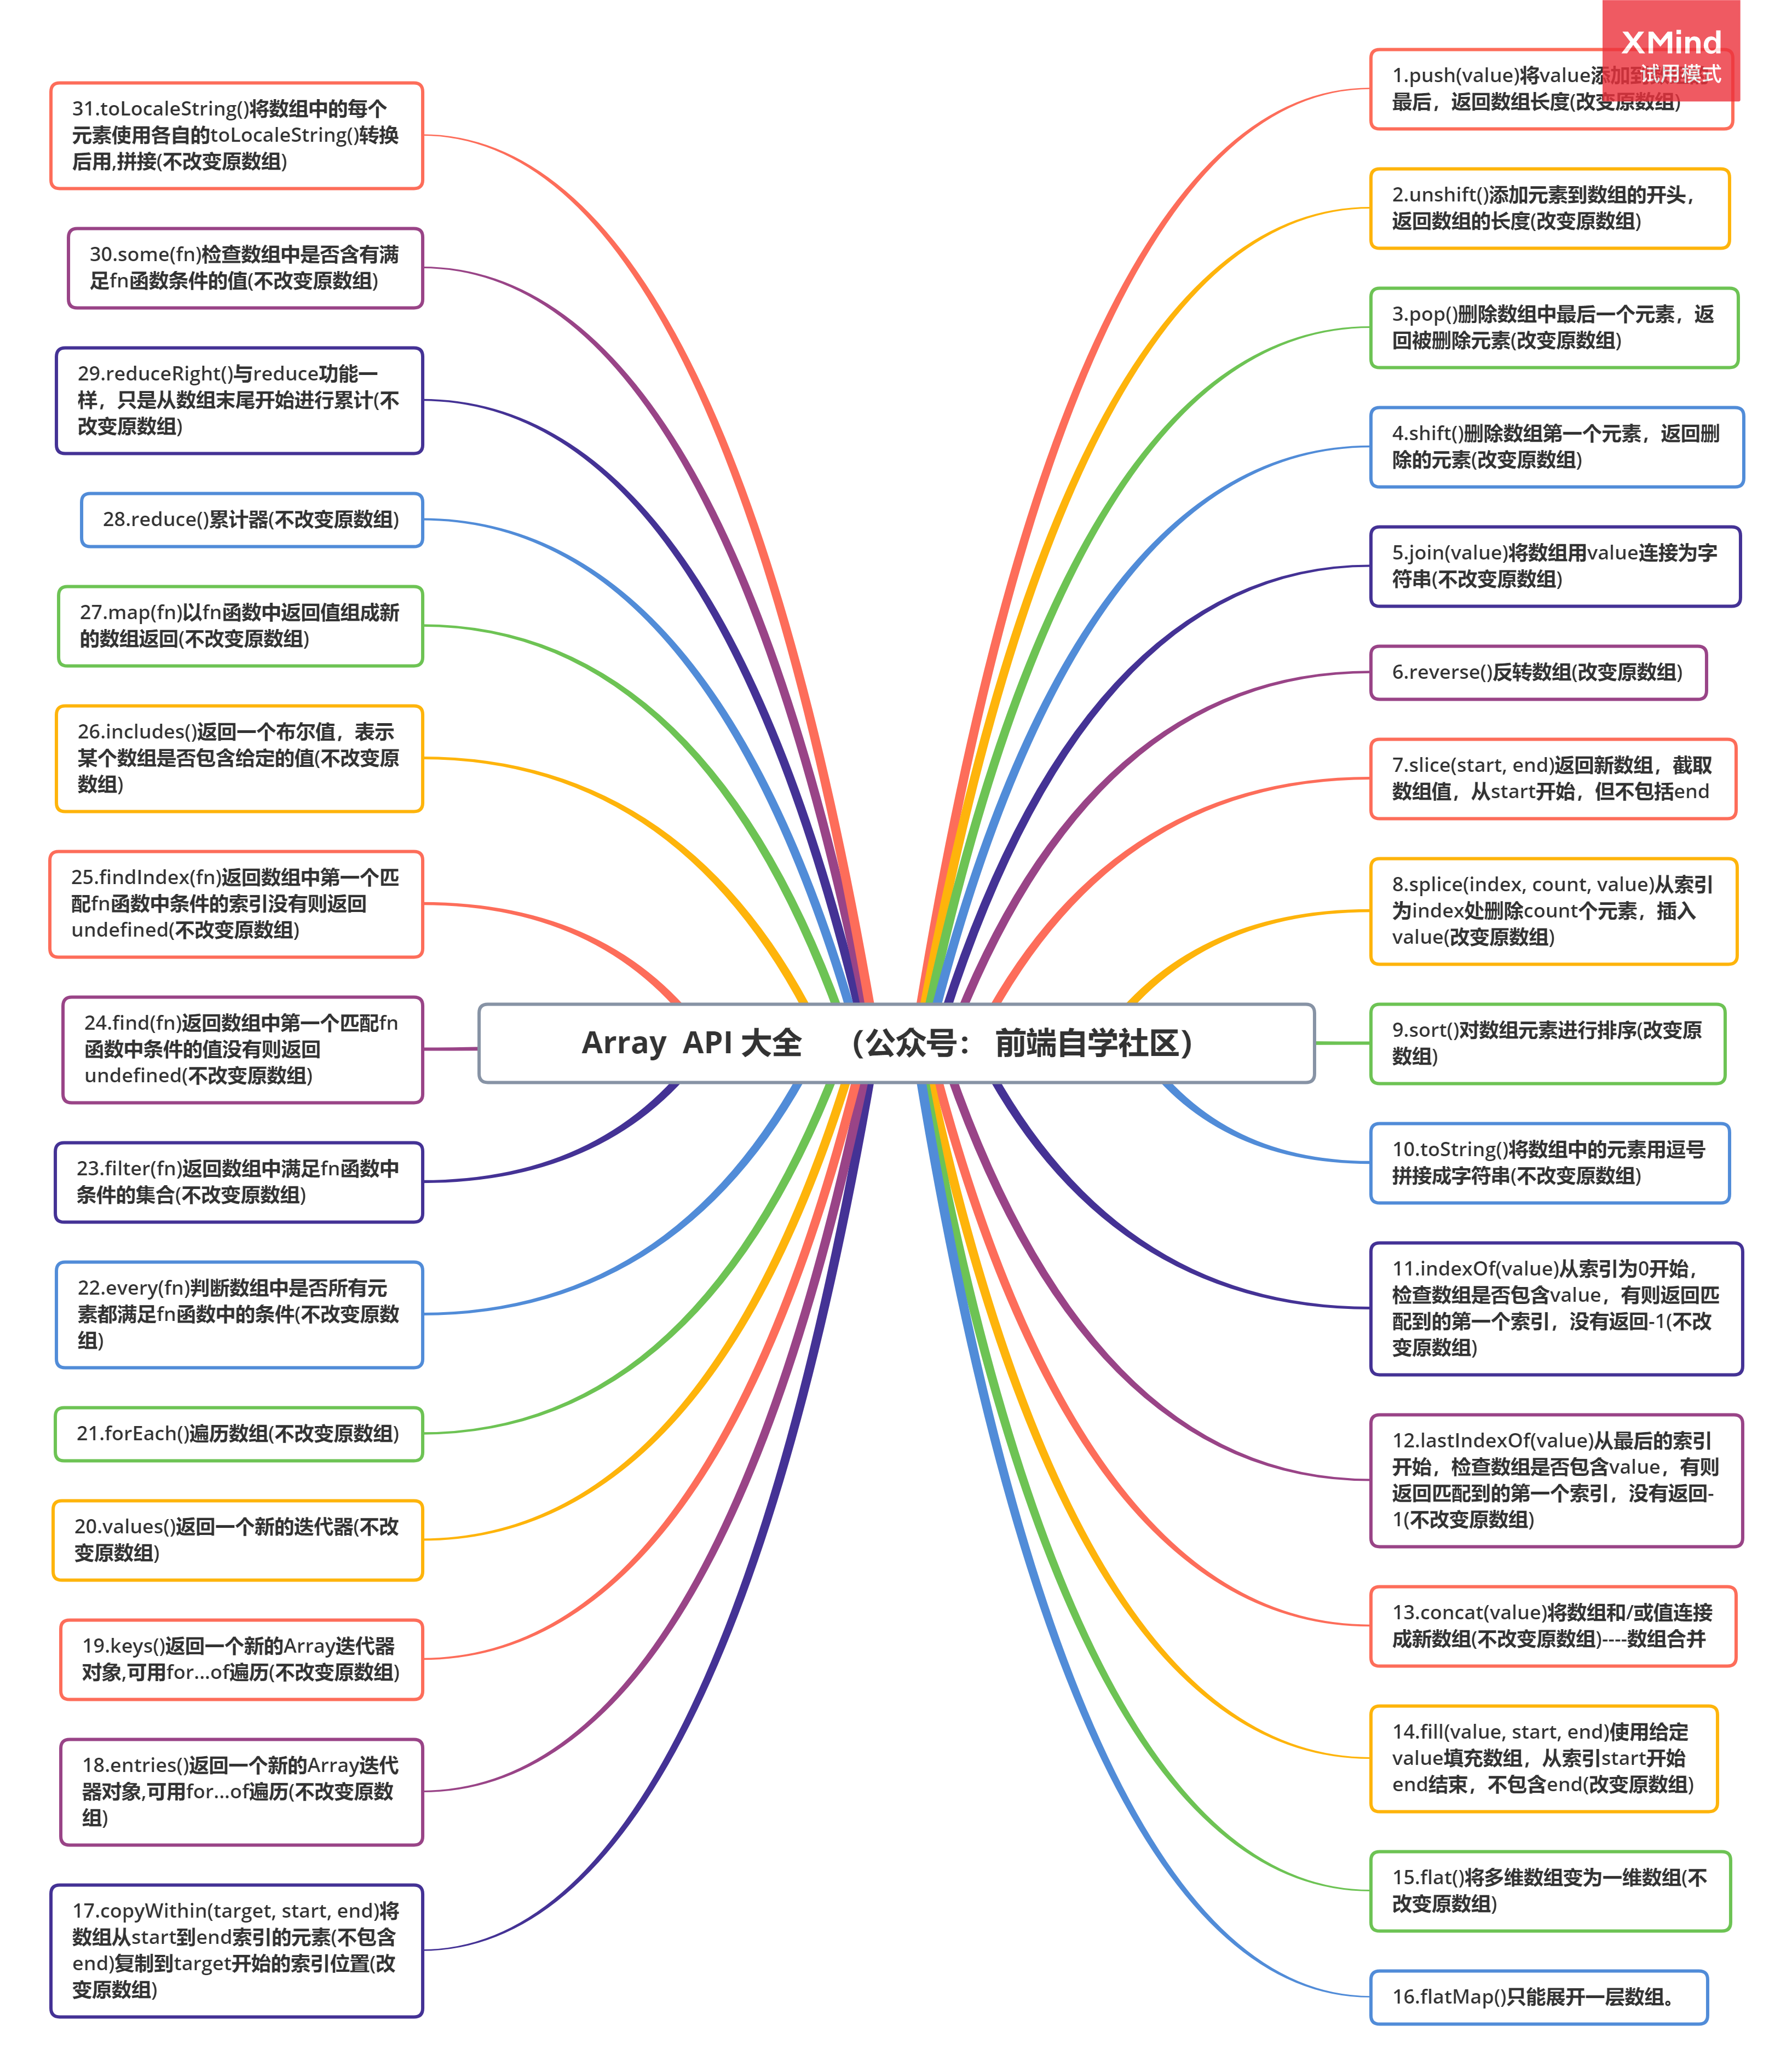 XMind
试用模式
1.push(value)将value添加到
最后，返回数组长度(改变原数组)
2.unshift()添加元素到数组的开头，
返回数组的长度(改变原数组)
3.pop()删除数组中最后一个元素，返
回被删除元素(改变原数组)
4.shift()删除数组第一个元素，返回删
除的元素(改变原数组)
5.join(value)将数组用value连接为字
符串(不改变原数组)
6.reverse()反转数组(改变原数组)
7.slice(start, end)返回新数组，截取
数组值，从start开始，但不包括end
8.splice(index, count, value)从索引
为index处删除count个元素，插入
value(改变原数组)
9.sort()对数组元素进行排序(改变原
数组)
10.toString()将数组中的元素用逗号
拼接成字符串(不改变原数组)
11.indexOf(value)从索引为0开始，
检查数组是否包含value，有则返回匹
配到的第一个索引，没有返回-1(不改
变原数组)
12.lastIndexOf(value)从最后的索引
开始，检查数组是否包含value，有则
返回匹配到的第一个索引，没有返回-
1(不改变原数组)
13.concat(value)将数组和/或值连接
成新数组(不改变原数组)----数组合并
14.fill(value, start, end)使用给定
value填充数组，从索引start开始
end结束，不包含end(改变原数组)
15.flat()将多维数组变为一维数组(不
改变原数组)
16.flatMap()只能展开一层数组。
Array API 大全 （公众号： 前端自学社区）
31.toLocaleString()将数组中的每个
元素使用各自的toLocaleString()转换
后用,拼接(不改变原数组)
30.some(fn)检查数组中是否含有满
足fn函数条件的值(不改变原数组)
29.reduceRight()与reduce功能一
样，只是从数组末尾开始进行累计(不
改变原数组)
28.reduce()累计器(不改变原数组)
27.map(fn)以fn函数中返回值组成新
的数组返回(不改变原数组)
26.includes()返回一个布尔值，表示
某个数组是否包含给定的值(不改变原
数组)
25.findIndex(fn)返回数组中第一个匹
配fn函数中条件的索引没有则返回
undefined(不改变原数组)
24.find(fn)返回数组中第一个匹配fn
函数中条件的值没有则返回
undefined(不改变原数组)
23.filter(fn)返回数组中满足fn函数中
条件的集合(不改变原数组)
22.every(fn)判断数组中是否所有元
素都满足fn函数中的条件(不改变原数
组)
21.forEach()遍历数组(不改变原数组)
20.values()返回一个新的迭代器(不改
变原数组)
19.keys()返回一个新的Array迭代器
对象,可用for...of遍历(不改变原数组)
18.entries()返回一个新的Array迭代
器对象,可用for...of遍历(不改变原数
组)
17.copyWithin(target, start, end)将
数组从start到end索引的元素(不包含
end)复制到target开始的索引位置(改
变原数组)